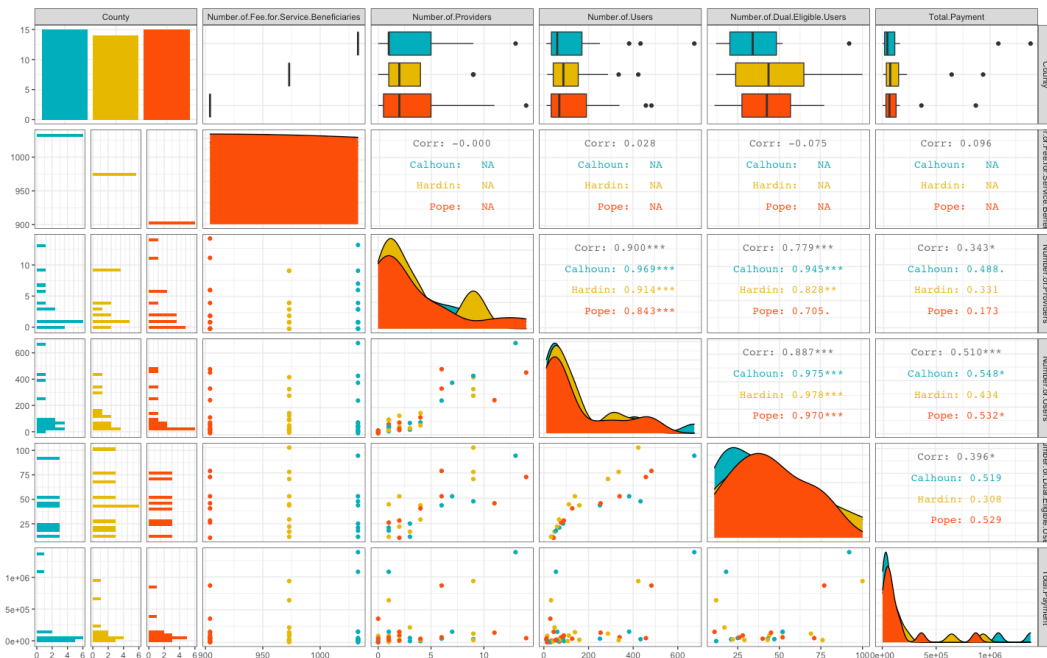 County
Number.of.Fee.for.Service.Beneficiaries
Number.of.Providers
Number.of.Users
Number.of.Dual.Eligible.Users
Total.Payment
15
10
5
0
County
1000
950
900
Corr: −0.000
Calhoun: NA
Hardin: NA
Pope: NA
Corr: 0.028
Calhoun: NA
Hardin: NA
Pope: NA
Corr: −0.075
Calhoun: NA
Hardin: NA
Pope: NA
Corr: 0.096
Calhoun: NA
Hardin: NA
Pope: NA
10
5
0
Corr: 0.900***
Calhoun: 0.969***
Hardin: 0.914***
Pope: 0.843***
Corr: 0.779***
Calhoun: 0.945***
Hardin: 0.828**
Pope: 0.705.
Corr: 0.343*
Calhoun: 0.488.
Hardin: 0.331
Pope: 0.173
Number.of.Providers
600
400
200
0
Corr: 0.887***
Calhoun: 0.975***
Hardin: 0.978***
Pope: 0.970***
Corr: 0.510***
Calhoun: 0.548*
Hardin: 0.434
Pope: 0.532*
Number.of.Users
100
75
50
25
Corr: 0.396*
Calhoun: 0.519
Hardin: 0.308
Pope: 0.529
1e+06
5e+05
0e+00
Total.Payment
0 2 4 6 0 2 4 6 0 2 4 6
900 1000
0 5 10
0 200 400 600
25 50 75 100
0e+00 5e+05 1e+06